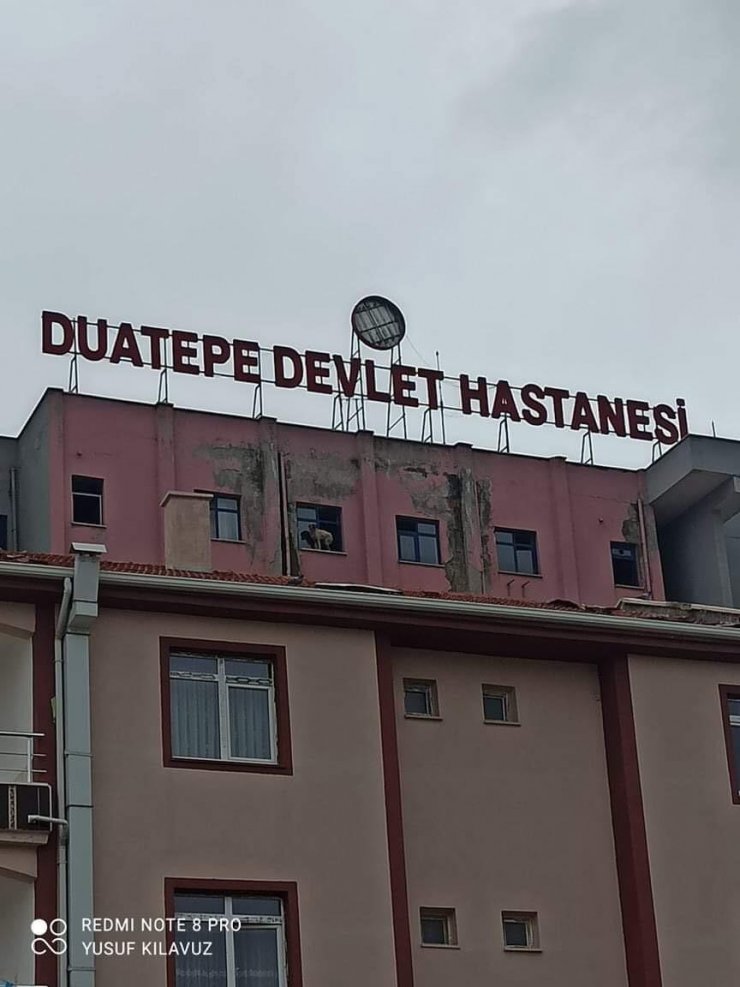 DUATEPE DEVLET HASTANESİ
REDMI NOTE 8 PRO
YUSUF KILAVUZ